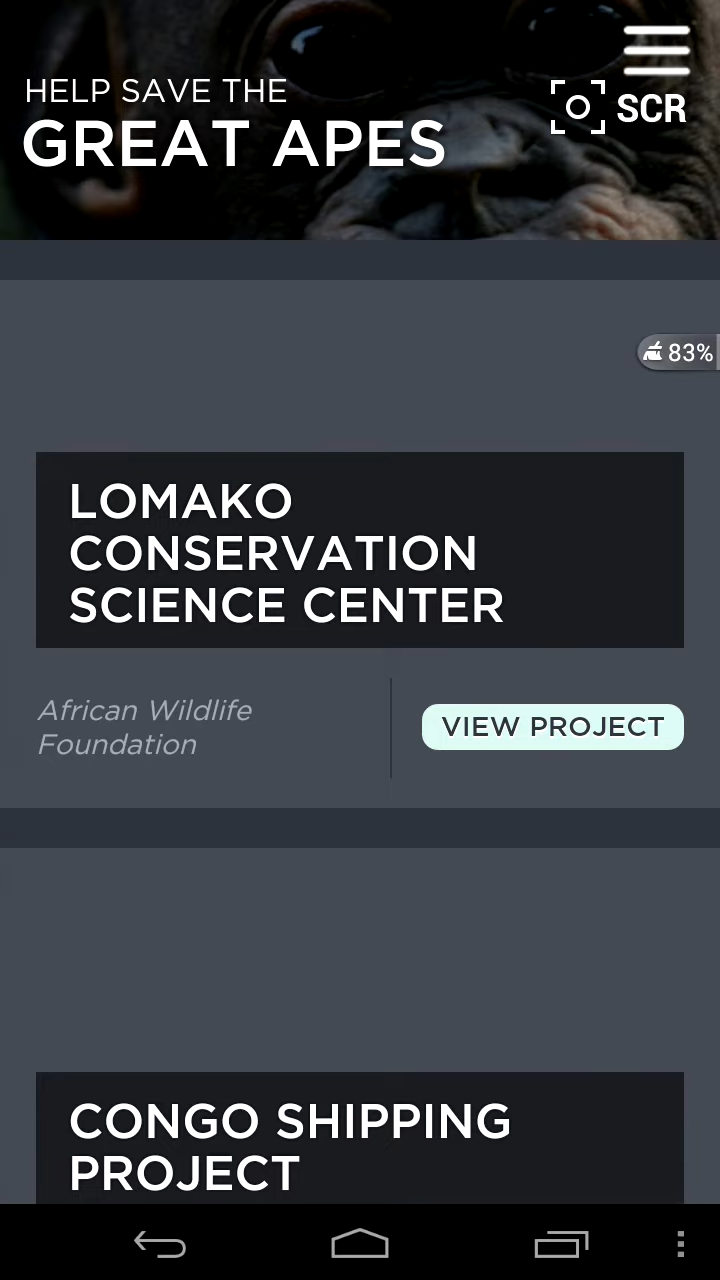 HELP SAVE THE
GREAT APES
SCR
83%
LOMAKO
CONSERVATION
SCIENCE CENTER
African Wildlife
Foundation
VIEW PROJECT
CONGO SHIPPING
PROJECT